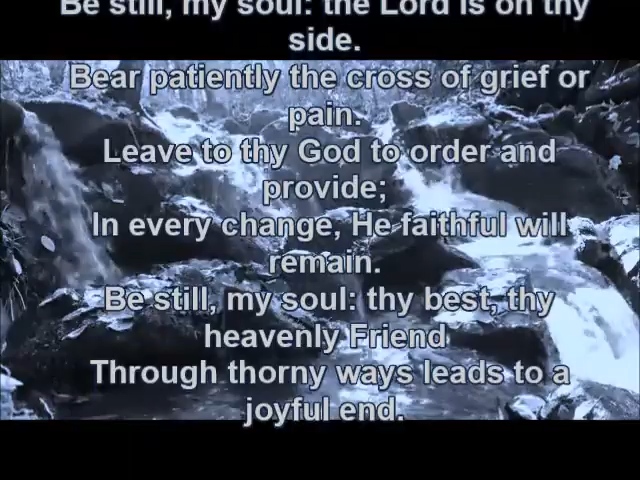 Be still, my soul: the Lord is on thy
side.
Bear patiently the cross of grief or
pain.
Leave to thy God to order and
provide;
In every change, He faithful will
remain.
Be still, my soul: thy best, thy
heavenly Friend
Through thorny ways leads to a
joyful end.